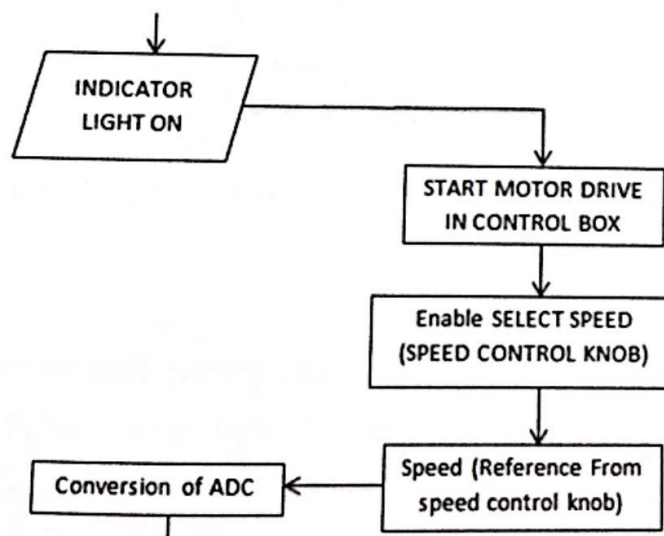 INDICATOR
LIGHT ON
START MOTOR DRIVE
IN CONTROL BOX
Enable SELECT SPEED
(SPEED CONTROL KNOB)
Speed (Reference From
speed control knob)
Conversion of ADC